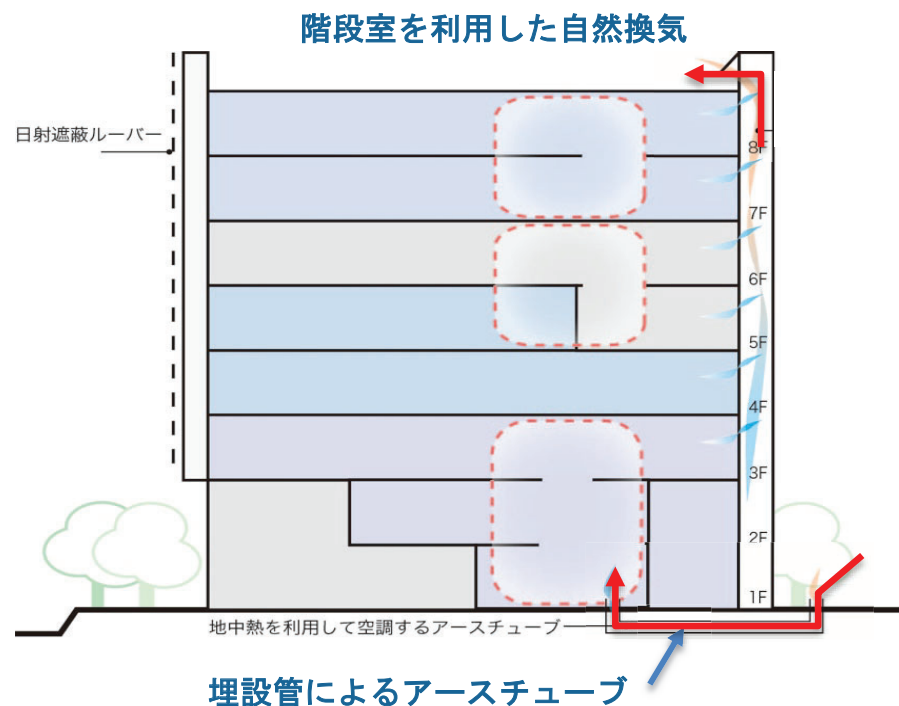 階段室を利用した自然換気
日射遮蔽ルーバー
8F
7F
6F
5F
4F
3F
2F
1F
地中熱を利用して空調するアースチューブ
埋設管によるアースチューブ